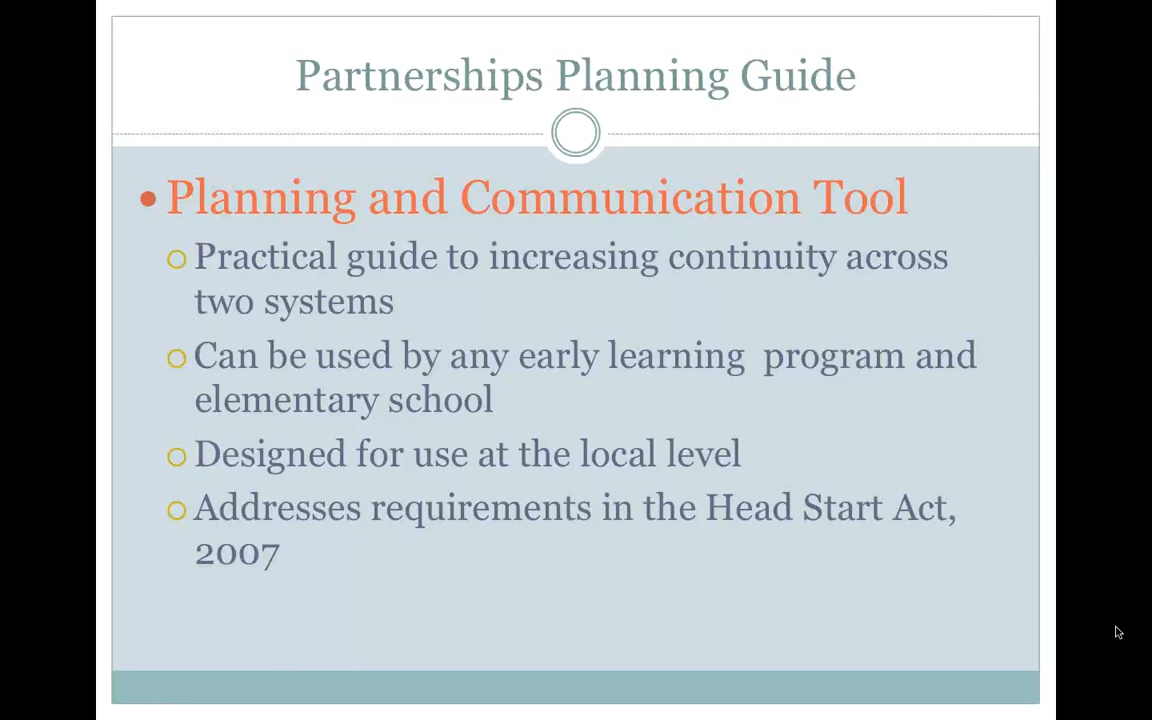 Partnerships Planning Guide
• Planning and Communication Tool
○ Practical guide to increasing continuity across
two systems
○ Can be used by any early learning  program and
elementary school
○ Designed for use at the local level
○ Addresses requirements in the Head Start Act,
2007